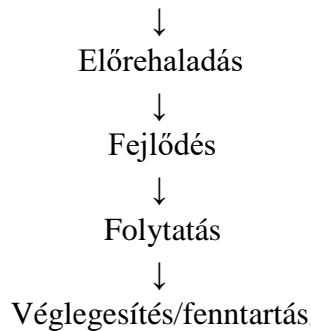 ↓
Előrehaladás
↓
Fejlődés
↓
Folytatás
↓
Véglegesítés/fenntartás